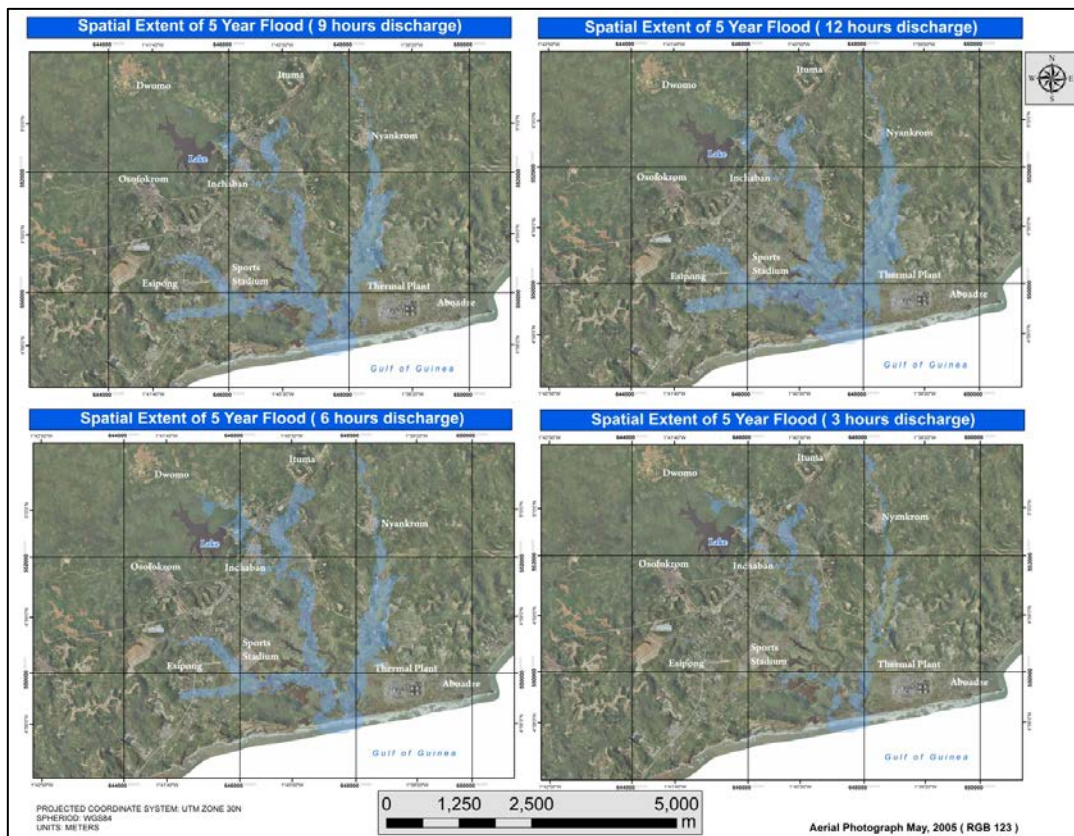 Spatial Extent of 5 Year Flood ( 9 hours discharge)
Dwomo
Ituma
Nyankrom
Lake
Osofokrom
Inchaban
Sports
Stadium
Esipong
Thermal Plant
Aboadze
Gulf of Guinea
Spatial Extent of 5 Year Flood ( 12 hours discharge)
Dwomo
Ituma
Nyankrom
Lake
Osofokrom
Inchaban
Sports
Stadium
Esipong
Thermal Plant
Aboadze
Gulf of Guinea
N
W E
S
Spatial Extent of 5 Year Flood ( 6 hours discharge)
Dwomo
Ituma
Nyankrom
Lake
Osofokrom
Inchaban
Sports
Stadium
Esipong
Thermal Plant
Aboadze
Gulf of Guinea
Spatial Extent of 5 Year Flood ( 3 hours discharge)
Dwomo
Ituma
Nyankrom
Lake
Osofokrom
Inchaban
Sports
Stadium
Esipong
Thermal Plant
Aboadze
Gulf of Guinea
PROJECTED COORDINATE SYSTEM: UTM ZONE 30N
SPHERIOD: WGS84
UNITS: METERS
0 1,250 2,500 5,000
m
Aerial Photograph May, 2005 ( RGB 123 )